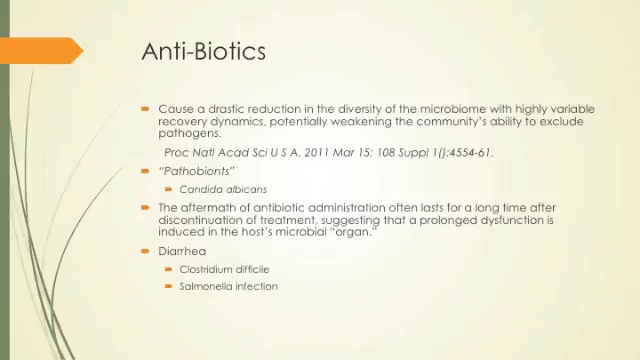 Anti-Biotics
Cause a drastic reduction in the diversity of the microbiome with highly variable
recovery dynamics, potentially weakening the community's ability to exclude
pathogens.
Proc Natl Acad Sci U S A. 2011 Mar 15; 108 Suppl 1():4554-61.
"Pathobionts"
Candida albicans
The aftermath of antibiotic administration often lasts for a long time after
discontinuation of treatment, suggesting that a prolonged dysfunction is
induced in the host's microbial "organ."
Diarrhea
Clostridium difficile
Salmonella infection